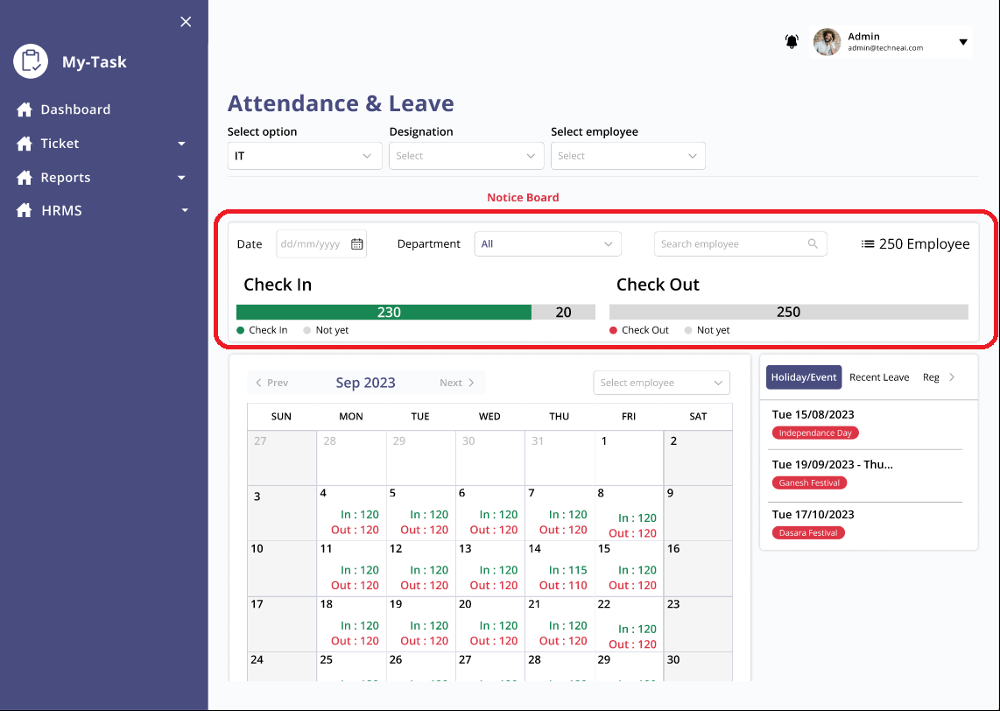 My-Task
Dashboard
Ticket
Reports
HRMS
Admin
admin@techneai.com
Attendance & Leave
Select option Designation Select employee
IT Select Select
Notice Board
Date dd/mm/yyyy Department All Search employee 250 Employee
Check In Check Out
230 20 250
Check In Not yet Check Out Not yet
Prev Sep 2023 Next Select employee
SUN MON TUE WED THU FRI SAT
27 28 29 30 31 1 2
3 4 5 6 7 8 9
In : 120 In : 120 In : 120 In : 120 In : 120
Out : 120 Out : 120 Out : 120 Out : 120 Out : 120
10 11 12 13 14 15 16
In : 120 In : 120 In : 120 In : 115 In : 120
Out : 120 Out : 120 Out : 120 Out : 110 Out : 120
17 18 19 20 21 22 23
In : 120 In : 120 In : 120 In : 120 In : 120
Out : 120 Out : 120 Out : 120 Out : 120 Out : 120
24 25 26 27 28 29 30
Holiday/Event Recent Leave Reg
Tue 15/08/2023
Independance Day
Tue 19/09/2023 - Thu...
Ganesh Festival
Tue 17/10/2023
Dasara Festival